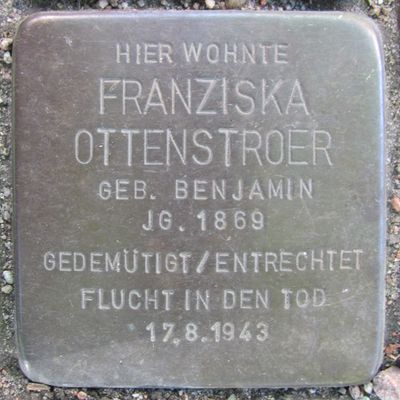 HIER WOHNTE
FRANZISKA
OTTENSTROER
GEB. BENJAMIN
JG. 1869
GEDEMÜTIGT/ENTRECHTET
FLUCHT IN DEN TOD
17.8.1943